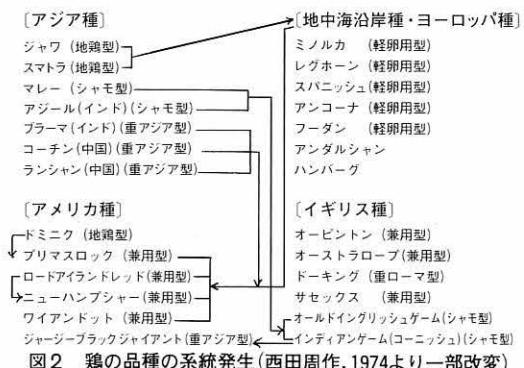 〔アジア種〕
ジャワ(地鶏型)
スマトラ(地鶏型)
マレー(シャモ型)
アジール(インド)(シャモ型)
ブラーマ(インド)(重アジア型)
コーチン(中国)(重アジア型)
ランシャン(中国)(重アジア型)
〔地中海沿岸種・ヨーロッパ種〕
ミノルカ (軽卵用型)
レグホーン (軽卵用型)
スパニッシュ(軽卵用型)
アンコーナ (軽卵用型)
フーダン (軽卵用型)
アンダルシャン
ハンバーグ
〔アメリカ種〕
ドミニク(地鶏型)
プリマスロック(兼用型)
ロードアイランドレッド(兼用型)
ニューハンプシャー(兼用型)
ワイアンドット(兼用型)
ジャージーブラックジャイアント(重アジア型)
〔イギリス種〕
オーピントン(兼用型)
オーストラロープ(兼用型)
ドーキング (重ローマ型)
サセックス (兼用型)
オールドイングリッシュゲーム(シャモ型)
インディアンゲーム(コーニッシュ)(シャモ型)
図2 鶏の品種の系統発生(西田周作,1974より一部改変)